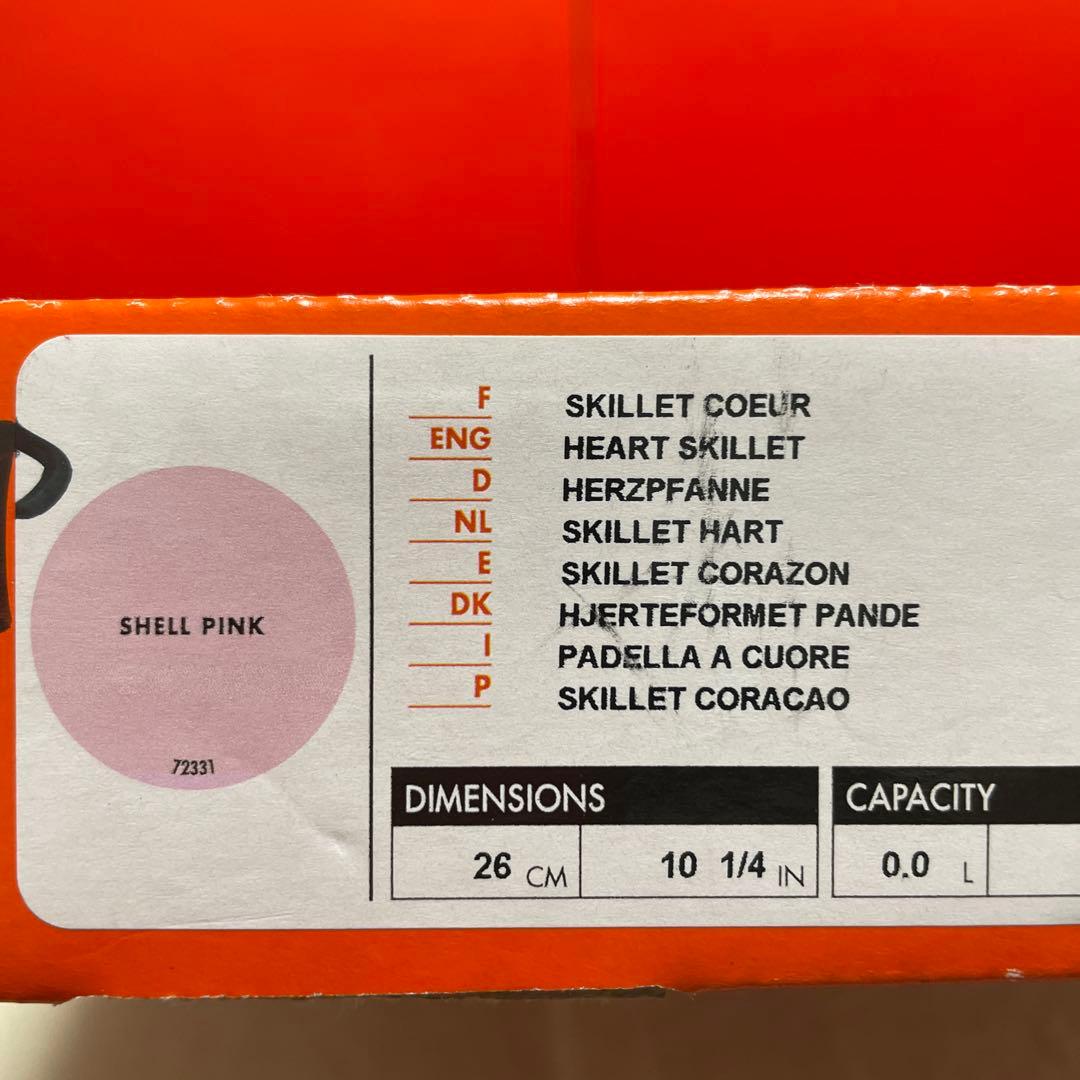 SHELL PINK
72331
F SKILLET COEUR
ENG HEART SKILLET
D HERZPFANNE
NL SKILLET HART
E SKILLET CORAZON
DK HJERTEFORMET PANDE
I PADELLA A CUORE
P SKILLET CORACAO
DIMENSIONS CAPACITY
26 CM 10 1/4 IN 0.0 L